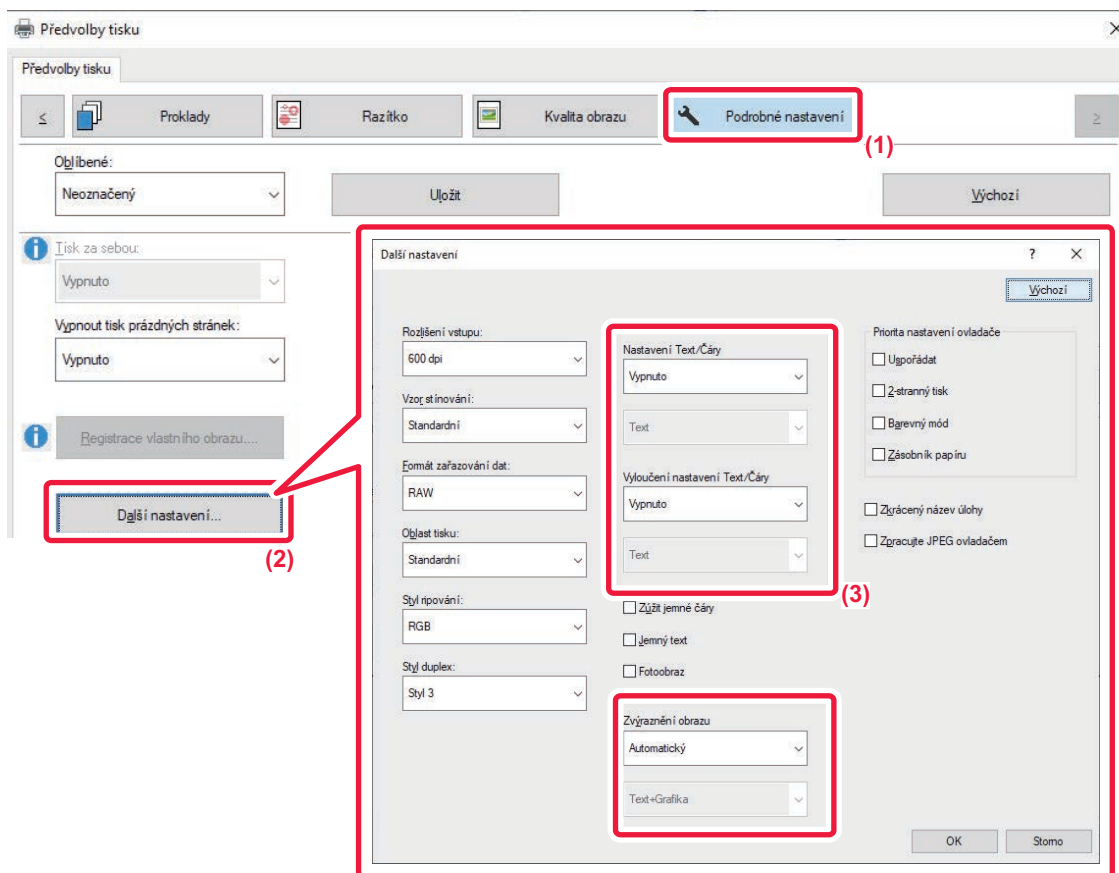 Předvolby tisku
Předvolby tisku
<
Proklady
Razítko
Kvalita obrazu
Podrobné nastavení
>
(1)
Oblíbené:
Neoznačený
Uložit
Výchozí
Tisk za sebou:
Vypnuto
Vypnout tisk prázdných stránek:
Vypnuto
Registrace vlastního obrazu....
Další nastavení...
(2)
Další nastavení
?
Výchozí
Rozlišení vstupu:
600 dpi
Vzor stínování:
Standardní
Formát zařazování dat:
RAW
Oblast tisku:
Standardní
Styl ripování:
RGB
Styl duplex:
Styl 3
Nastavení Text/Čáry
Vypnuto
Text
Vyloučení nastavení Text/Čáry
Vypnuto
Text
(3)
Zúžit jemné čáry
Jemný text
Fotoobraz
Zvýraznění obrazu
Automatický
Text+Grafika
Priorita nastavení ovladače
Uspořádat
2-stranný tisk
Barevný mód
Zásobník papíru
Zkrácený název úlohy
Zpracujte JPEG ovladačem
OK
Storno